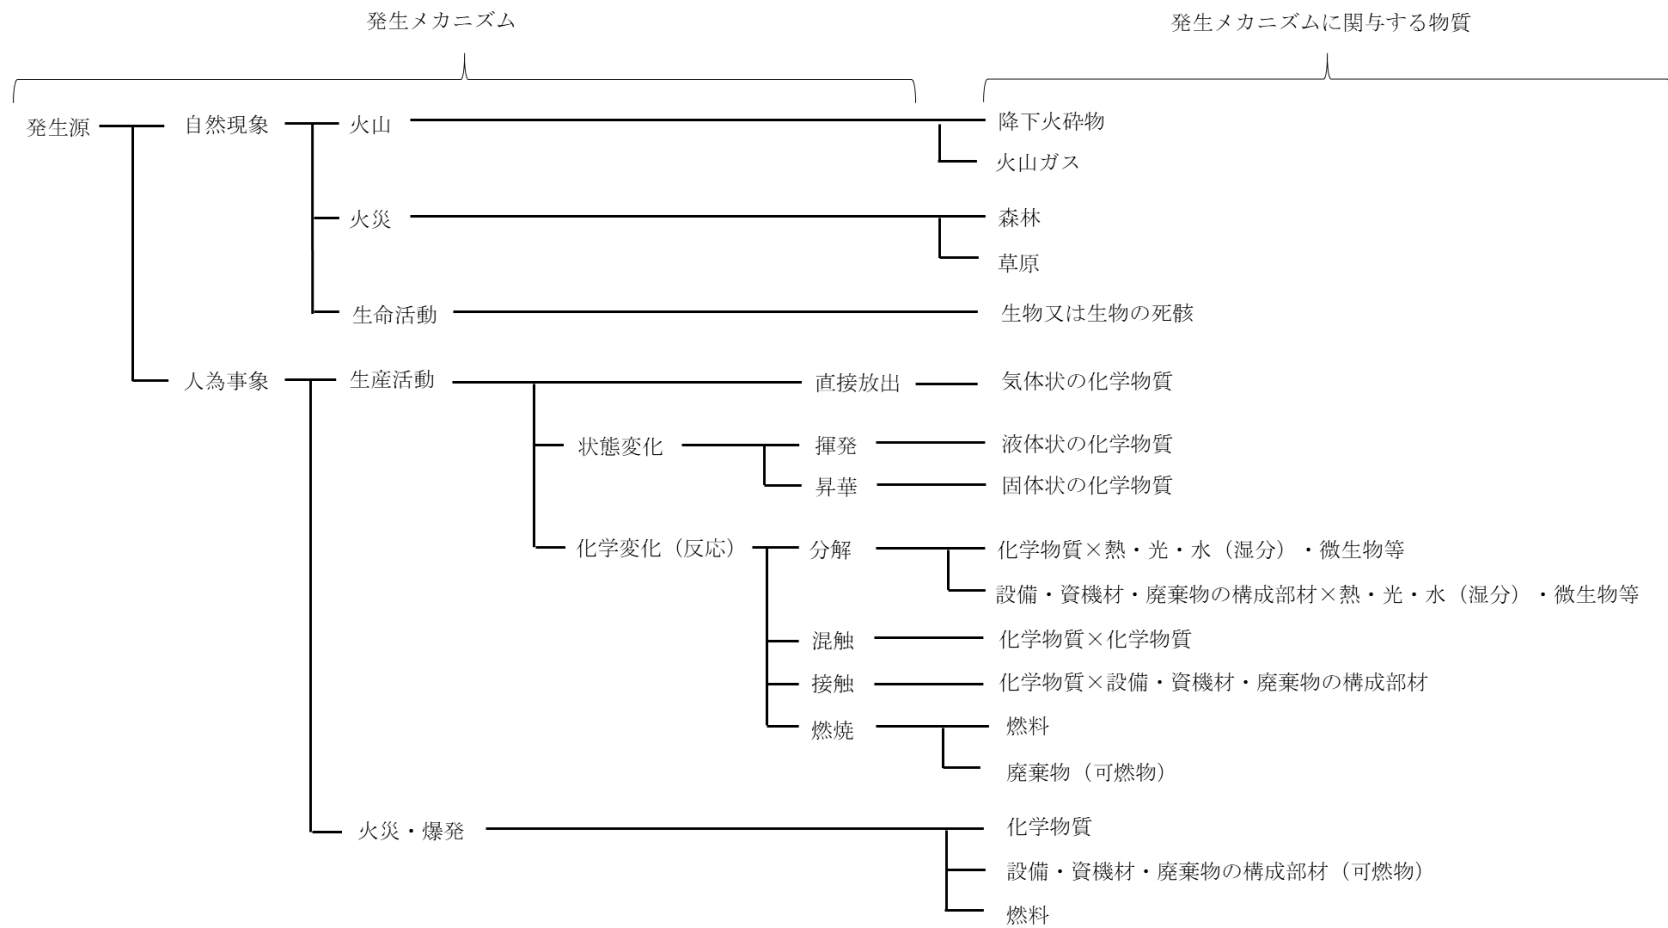 発生メカニズム 発生メカニズムに関与する物質
発生源 自然現象 火山 降下火砕物
火山ガス
火災 森林
草原
生命活動 生物又は生物の死骸
人為事象 生産活動 直接放出 気体状の化学物質
状態変化 揮発 液体状の化学物質
昇華 固体状の化学物質
化学変化（反応） 分解 化学物質×熱・光・水（湿分）・微生物等
設備・資機材・廃棄物の構成部材×熱・光・水（湿分）・微生物等
混触 化学物質×化学物質
接触 化学物質×設備・資機材・廃棄物の構成部材
燃焼 燃料
廃棄物（可燃物）
火災・爆発 化学物質
設備・資機材・廃棄物の構成部材（可燃物）
燃料